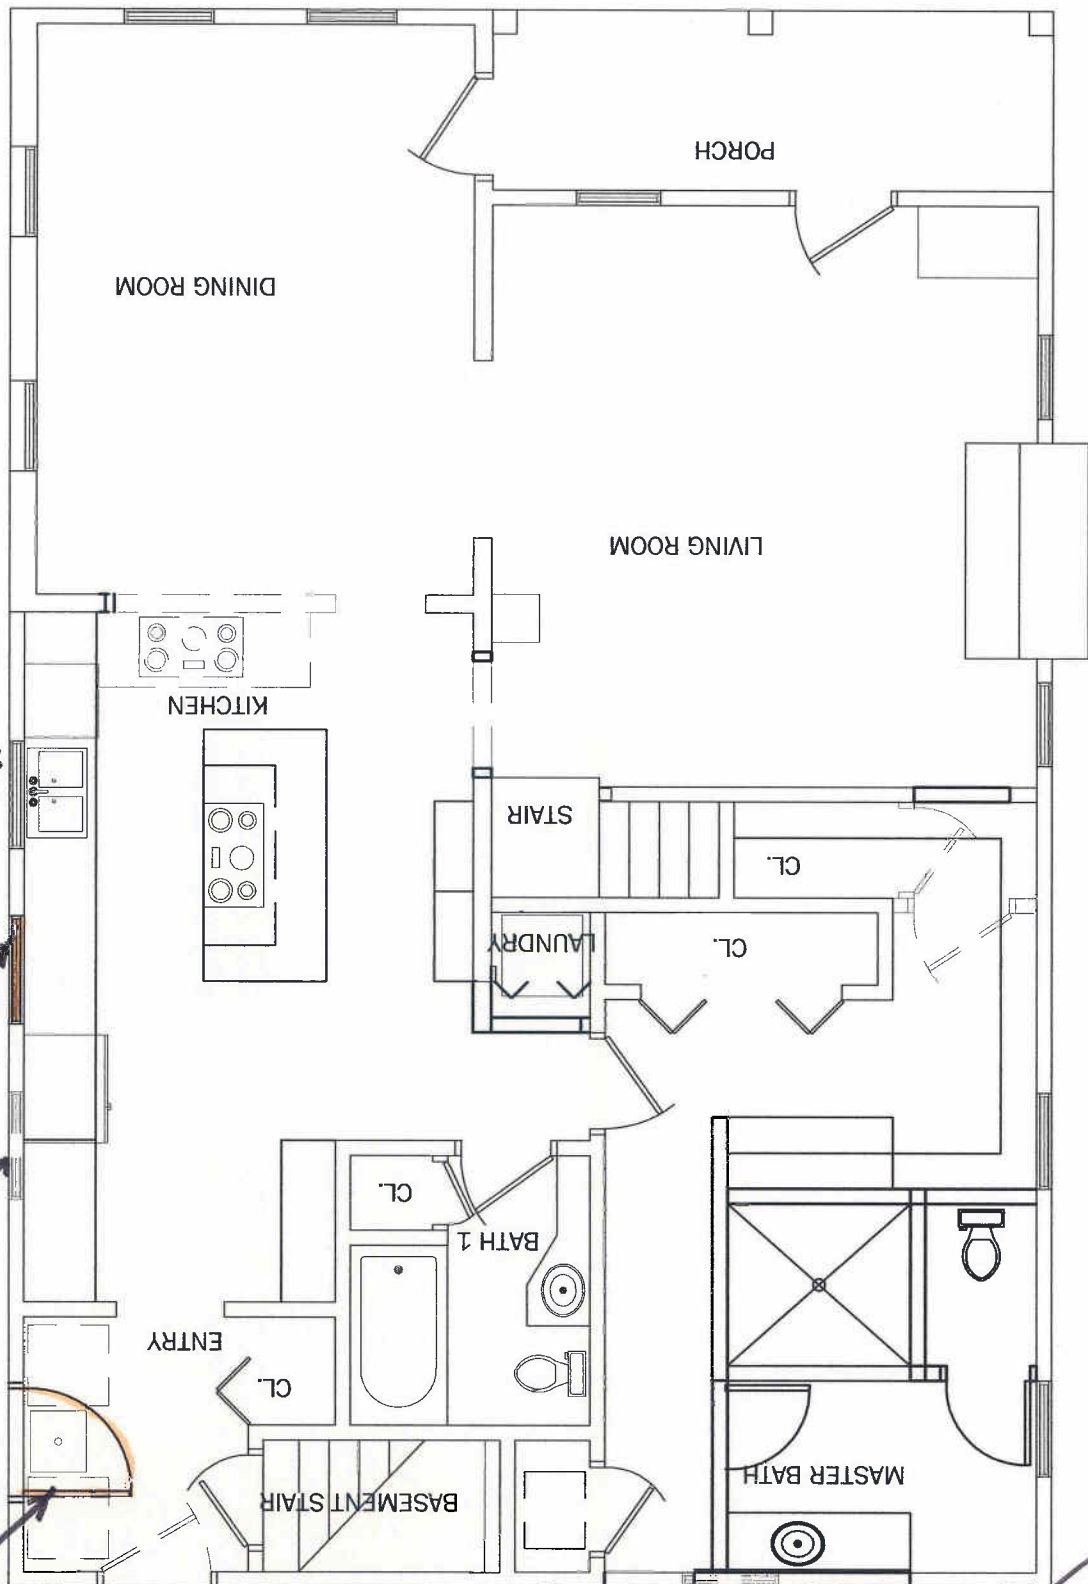 MASTER BATH
BASEMENT STAIR
CL.
ENTRY
BATH 1
CL.
CL.
LAUNDRY
CL.
STAIR
KITCHEN
LIVING ROOM
DINING ROOM
PORCH